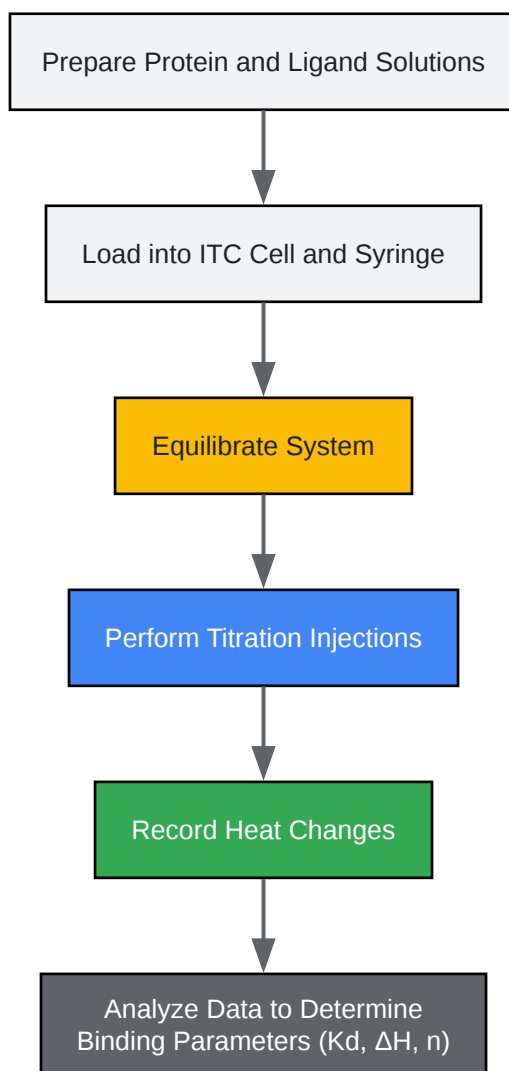 Prepare Protein and Ligand Solutions
Load into ITC Cell and Syringe
Equilibrate System
Perform Titration Injections
Record Heat Changes
Analyze Data to Determine
Binding Parameters (Kd, ΔH, n)